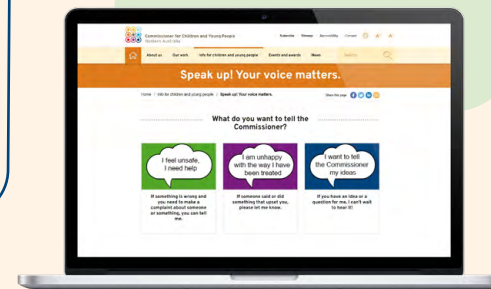 Commissioner for Children and Young People
Western Australia
Subscribe Sitemap Accessibility Contact
About us Our work Info for children and young people Events and awards News
Speak up! Your voice matters.
Home Info for children and young people Speak up! Your voice matters.
Share this page
What do you want to tell the
Commissioner?
I feel unsafe,
I need help
I am unhappy
with the way I have
been treated
I want to tell
the Commissioner
my ideas
If something is wrong and
you need to make a
complaint about someone
or something, you can tell
me.
If someone said or did
something that upset you,
please let me know.
If you have an idea or a
question for me, I can't wait
to hear it!